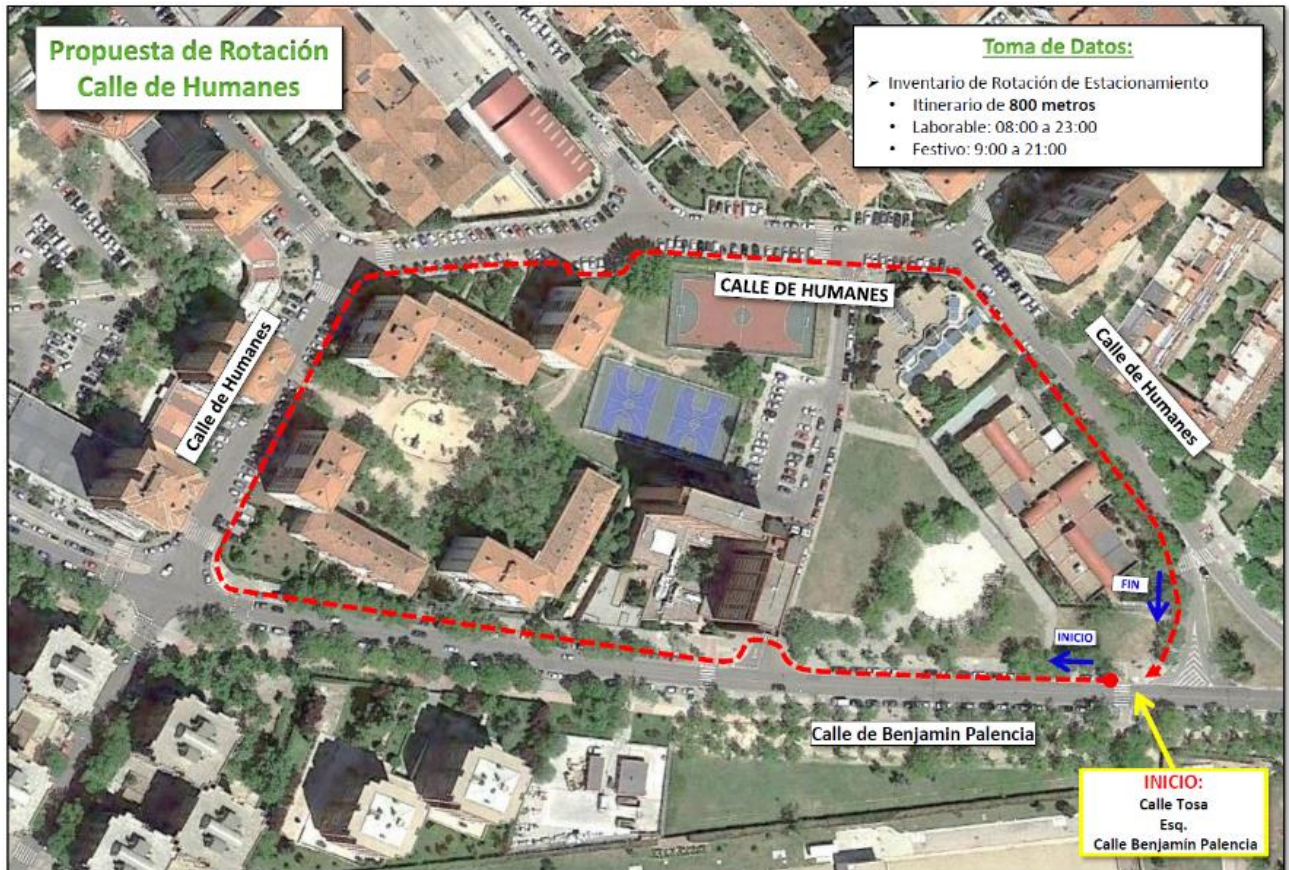 Propuesta de Rotación
Calle de Humanes
Toma de Datos:
➢ Inventario de Rotación de Estacionamiento
• Itinerario de 800 metros
• Laborable: 08:00 a 23:00
• Festivo: 9:00 a 21:00
CALLE DE HUMANES
Calle de Humanes
Calle de Humanes
FIN
INICIO
Calle de Benjamin Palencia
INICIO:
Calle Tosa
Esq.
Calle Benjamín Palencia